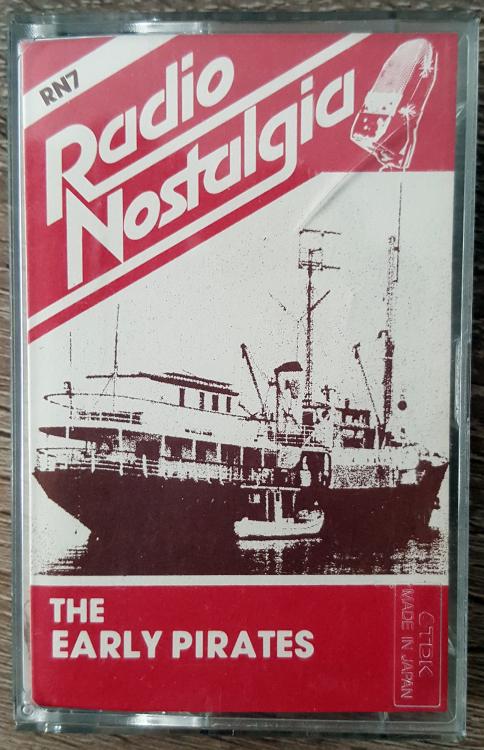 RN7
Radio
Nostalgia
THE
EARLY PIRATES
TDK
MADE IN JAPAN